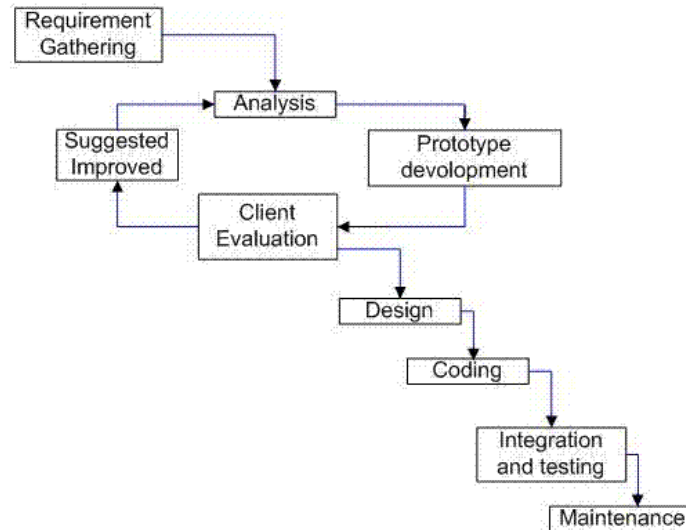 Requirement
Gathering
Analysis
Suggested
Improved
Prototype
devolopment
Client
Evaluation
Design
Coding
Integration
and testing
Maintenance